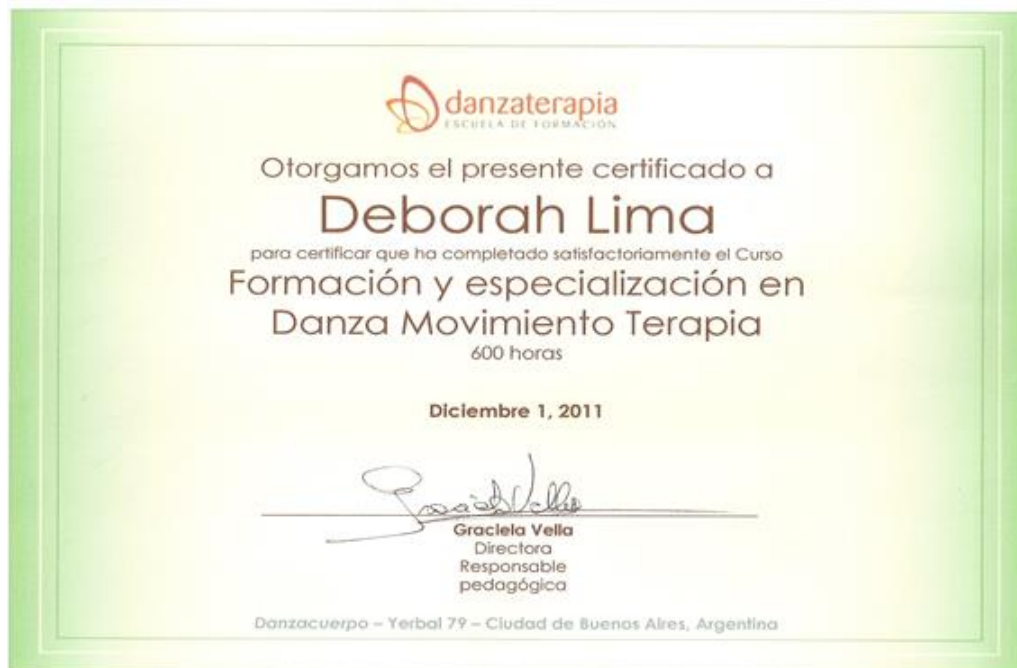 danzaterapia
ESCUELA DE FORMACIÓN
Otorgamos el presente certificado a
Deborah Lima
para certificar que ha completado satisfactoriamente el Curso
Formación y especialización en
Danza Movimiento Terapia
600 horas
Diciembre 1, 2011
Graciela Vella
Graciela Vella
Directora
Responsable
pedagógica
Danzacuerpo – Yerbal 79 – Ciudad de Buenos Aires, Argentina